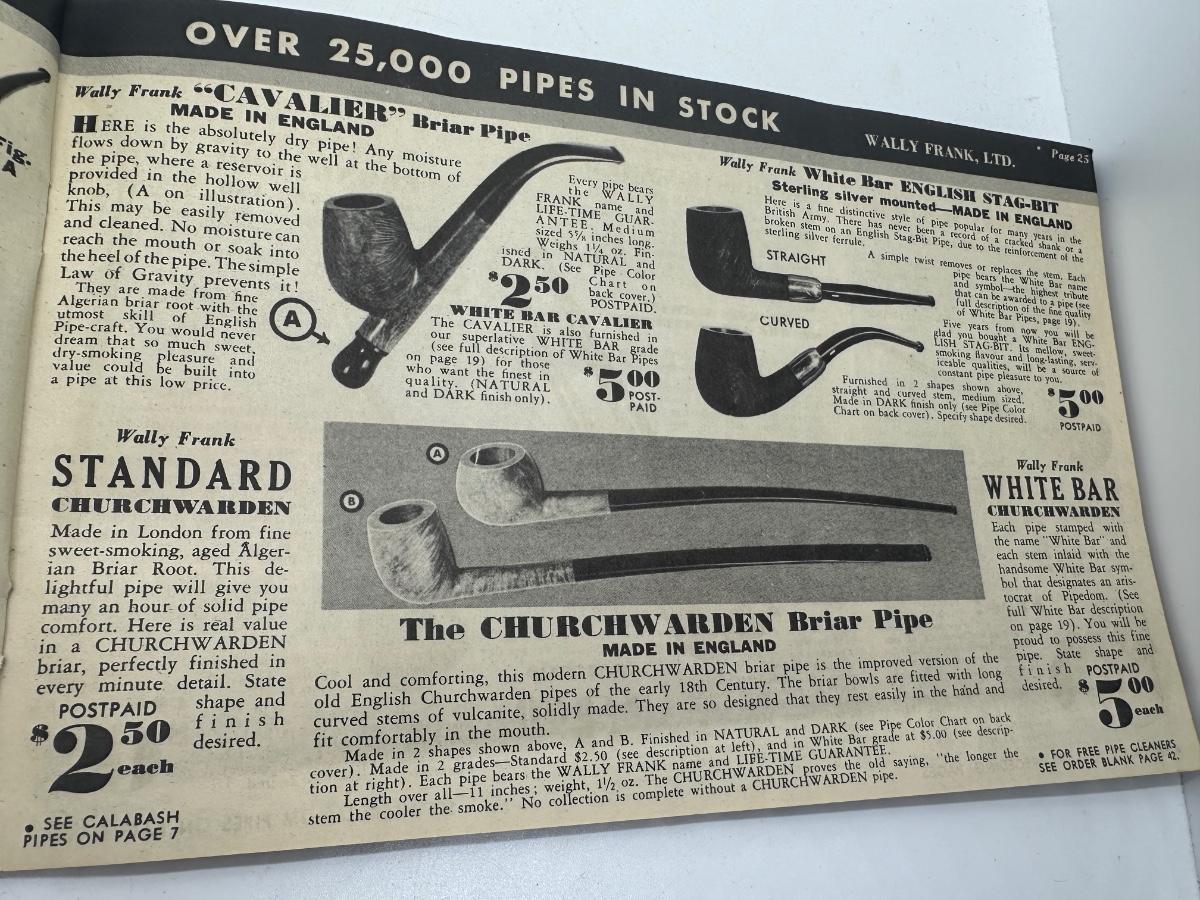 Fig.
A
OVER 25,000 PIPES IN STOCK
WALLY FRANK, LTD.
Page 25
Wally Frank “CAVALIER” Briar Pipe
MADE IN ENGLAND
HERE is the absolutely dry pipe! Any moisture
flows down by gravity to the well at the bottom of
the pipe, where a reservoir is
provided in the hollow well
knob, (A on illustration).
This may be easily removed
and cleaned. No moisture can
reach the mouth or soak into
the heel of the pipe. The simple
Law of Gravity prevents it!
They are made from fine
Algerian briar root with the
utmost skill of English
Pipe-craft. You would never
dream that so much sweet,
dry-smoking pleasure and
value could be built into
a pipe at this low price.
A
Every pipe bears
the WALLY
FRANK name and
LIFE-TIME GUAR-
ANTEE. Medium
sized 5⅞ inches long.
Weighs 1¼ oz. Fin-
ished in NATURAL and
DARK. (See Pipe Color
Chart on
back cover.)
$2.50
POSTPAID.
WHITE BAR CAVALIER
The CAVALIER is also furnished in
our superlative WHITE BAR grade
(see full description of White Bar Pipes
on page 19) for those
who want the finest in
quality. (NATURAL
and DARK finish only).
$5.00
POST-
PAID
Wally Frank White Bar ENGLISH STAG-BIT
Sterling silver mounted—MADE IN ENGLAND
Here is a fine distinctive style of pipe popular for many years in the
British Army. There has never been a record of a cracked shank or a
broken stem on an English Stag-Bit Pipe, due to the reinforcement of the
sterling silver ferrule.
STRAIGHT
A simple twist removes or replaces the stem. Each
pipe bears the White Bar name
and symbol—the highest tribute
that can be awarded to a pipe (see
full description of the fine quality
of White Bar Pipes, page 19).
CURVED
Five years from now you will be
glad you bought a White Bar ENG-
LISH STAG-BIT. Its mellow, sweet-
smoking flavour and long-lasting, serv-
iceable qualities, will be a source of
constant pipe pleasure to you.
Furnished in 2 shapes shown above,
straight and curved stem, medium sized.
Made in DARK finish only (see Pipe Color
Chart on back cover). Specify shape desired.
$5.00
POSTPAID
Wally Frank
STANDARD
CHURCHWARDEN
Made in London from fine
sweet-smoking, aged Alger-
ian Briar Root. This de-
lightful pipe will give you
many an hour of solid pipe
comfort. Here is real value
in a CHURCHWARDEN
briar, perfectly finished in
every minute detail. State
shape and
finish
desired.
POSTPAID
$2.50
each
• SEE CALABASH
PIPES ON PAGE 7
A
B
The CHURCHWARDEN Briar Pipe
MADE IN ENGLAND
Cool and comforting, this modern CHURCHWARDEN briar pipe is the improved version of the
old English Churchwarden pipes of the early 18th Century. The briar bowls are fitted with long
curved stems of vulcanite, solidly made. They are so designed that they rest easily in the hand and
fit comfortably in the mouth.
Made in 2 shapes shown above, A and B. Finished in NATURAL and DARK (see Pipe Color Chart on back
cover). Made in 2 grades—Standard $2.50 (see description at left), and in White Bar grade at $5.00 (see descrip-
tion at right). Each pipe bears the WALLY FRANK name and LIFE-TIME GUARANTEE.
Length over all—11 inches; weight, 1½ oz. The CHURCHWARDEN proves the old saying, "the longer the
stem the cooler the smoke." No collection is complete without a CHURCHWARDEN pipe.
Wally Frank
WHITE BAR
CHURCHWARDEN
Each pipe stamped with
the name "White Bar" and
each stem inlaid with the
handsome White Bar sym-
bol that designates an aris-
tocrat of Pipedom. (See
full White Bar description
on page 19). You will be
proud to possess this fine
pipe. State shape and
finish
desired.
POSTPAID
$5.00
each
• FOR FREE PIPE CLEANERS
SEE ORDER BLANK PAGE 42.